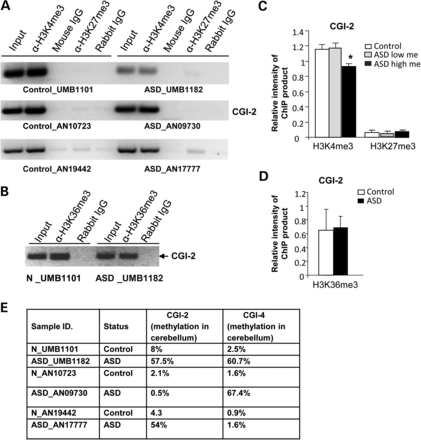 A
Input
α-H3K4me3
Mouse IgG
α-H3K27me3
Rabbit IgG
Input
α-H3K4me3
Mouse IgG
α-H3K27me3
Rabbit IgG
Control_UMB1101
ASD_UMB1182
Control_AN10723
ASD_AN09730
CGI-2
Control_AN19442
ASD_AN17777
B
Input
α-H3K36me3
Rabbit IgG
Input
α-H3K36me3
Rabbit IgG
CGI-2
N _UMB1101
ASD _UMB1182
C
CGI-2
Relative intensity of
ChIP product
1.4
1.2
1
0.8
0.6
0.4
0.2
0
Control
ASD low me
ASD high me
*
H3K4me3
H3K27me3
D
CGI-2
Relative intensity of
ChIP product
1.2
1
0.8
0.6
0.4
0.2
0
Control
ASD
H3K36me3
E
Sample ID. Status CGI-2 (methylation in cerebellum) CGI-4 (methylation in cerebellum)
N_UMB1101 Control 8% 2.5%
ASD_UMB1182 ASD 57.5% 60.7%
N_AN10723 Control 2.1% 1.6%
ASD_AN09730 ASD 0.5% 67.4%
N_AN19442 Control 4.3 0.9%
ASD_AN17777 ASD 54% 1.6%